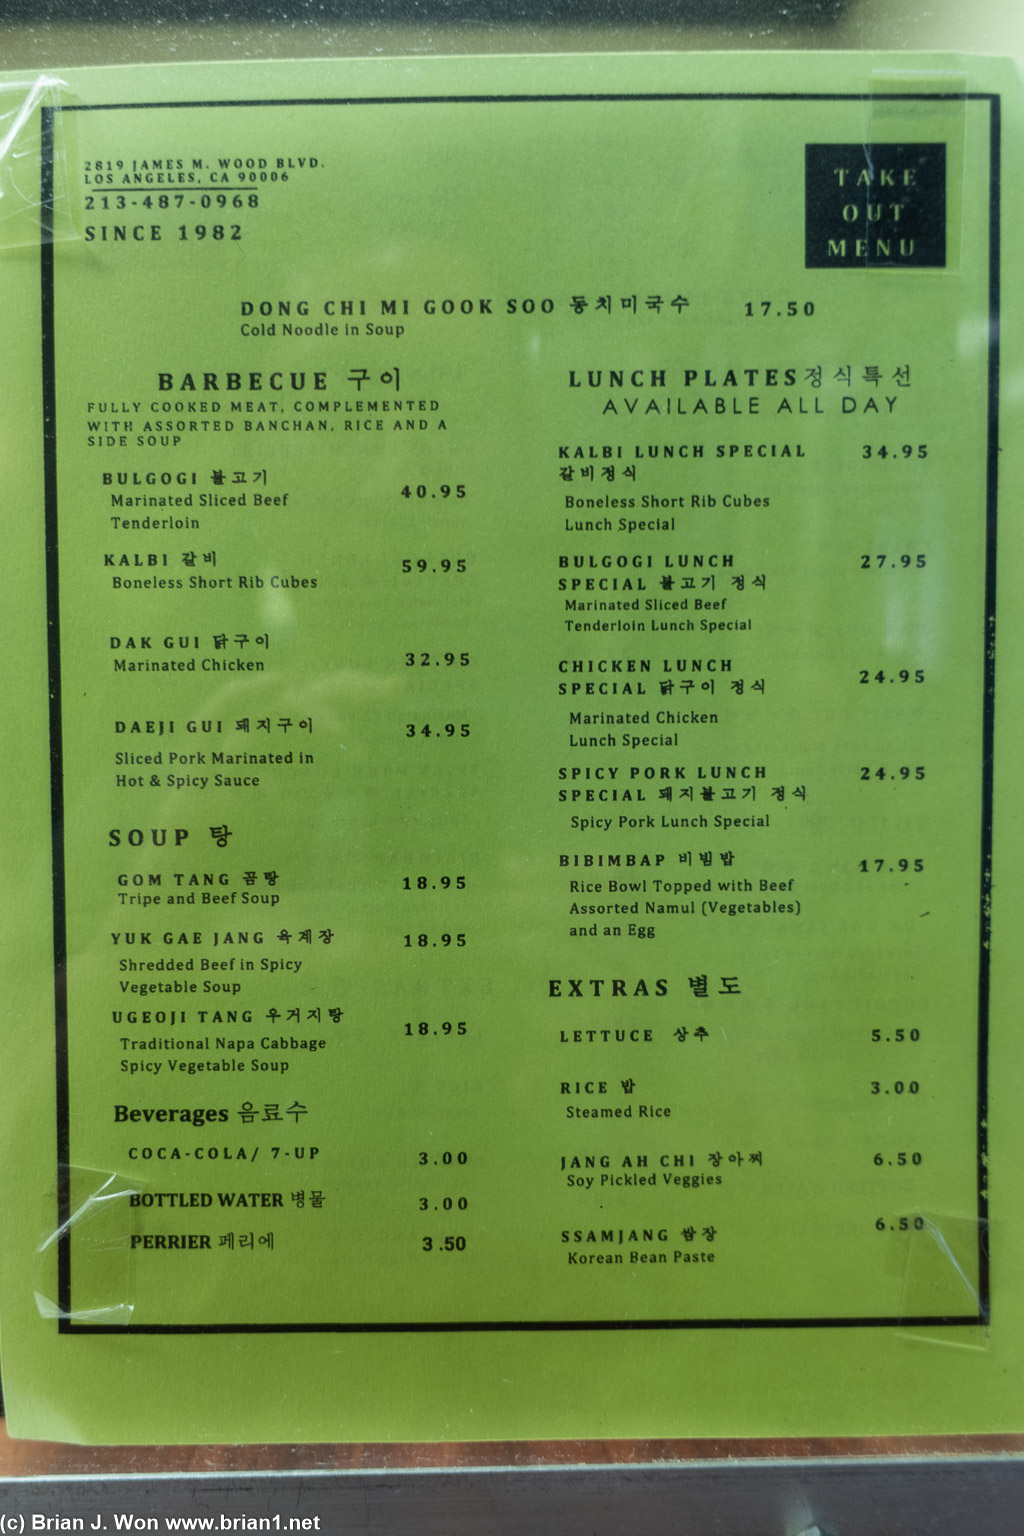 2819 JAMES M. WOOD BLVD.
LOS ANGELES, CA 90006
213-487-0968
SINCE 1982
TAKE
OUT
MENU
DONG CHI MI GOOK SOO 동치미국수 17.50
Cold Noodle in Soup
BARBECUE 구이
FULLY COOKED MEAT, COMPLEMENTED
WITH ASSORTED BANCHAN, RICE AND A
SIDE SOUP
BULGOGI 불고기 40.95
Marinated Sliced Beef
Tenderloin
KALBI 갈비 59.95
Boneless Short Rib Cubes
DAK GUI 닭구이 32.95
Marinated Chicken
DAEJI GUI 돼지구이 34.95
Sliced Pork Marinated in
Hot & Spicy Sauce
SOUP 탕
GOM TANG 곰탕 18.95
Tripe and Beef Soup
YUK GAE JANG 육계장 18.95
Shredded Beef in Spicy
Vegetable Soup
UGEOJI TANG 우거지탕 18.95
Traditional Napa Cabbage
Spicy Vegetable Soup
Beverages 음료수
COCA-COLA/ 7-UP 3.00
BOTTLED WATER 병물 3.00
PERRIER 페리에 3.50
LUNCH PLATES정식특선
AVAILABLE ALL DAY
KALBI LUNCH SPECIAL 34.95
갈비정식
Boneless Short Rib Cubes
Lunch Special
BULGOGI LUNCH 27.95
SPECIAL 불고기 정식
Marinated Sliced Beef
Tenderloin Lunch Special
CHICKEN LUNCH
SPECIAL 닭구이 정식 24.95
Marinated Chicken
Lunch Special
SPICY PORK LUNCH 24.95
SPECIAL 돼지불고기 정식
Spicy Pork Lunch Special
BIBIMBAP 비빔밥 17.95
Rice Bowl Topped with Beef
Assorted Namul (Vegetables)
and an Egg
EXTRAS 별도
LETTUCE 상추 5.50
RICE 밥 3.00
Steamed Rice
JANG AH CHI 장아찌 6.50
Soy Pickled Veggies
SSAMJANG 쌈장 6.50
Korean Bean Paste
(c) Brian J. Won www.brian1.net